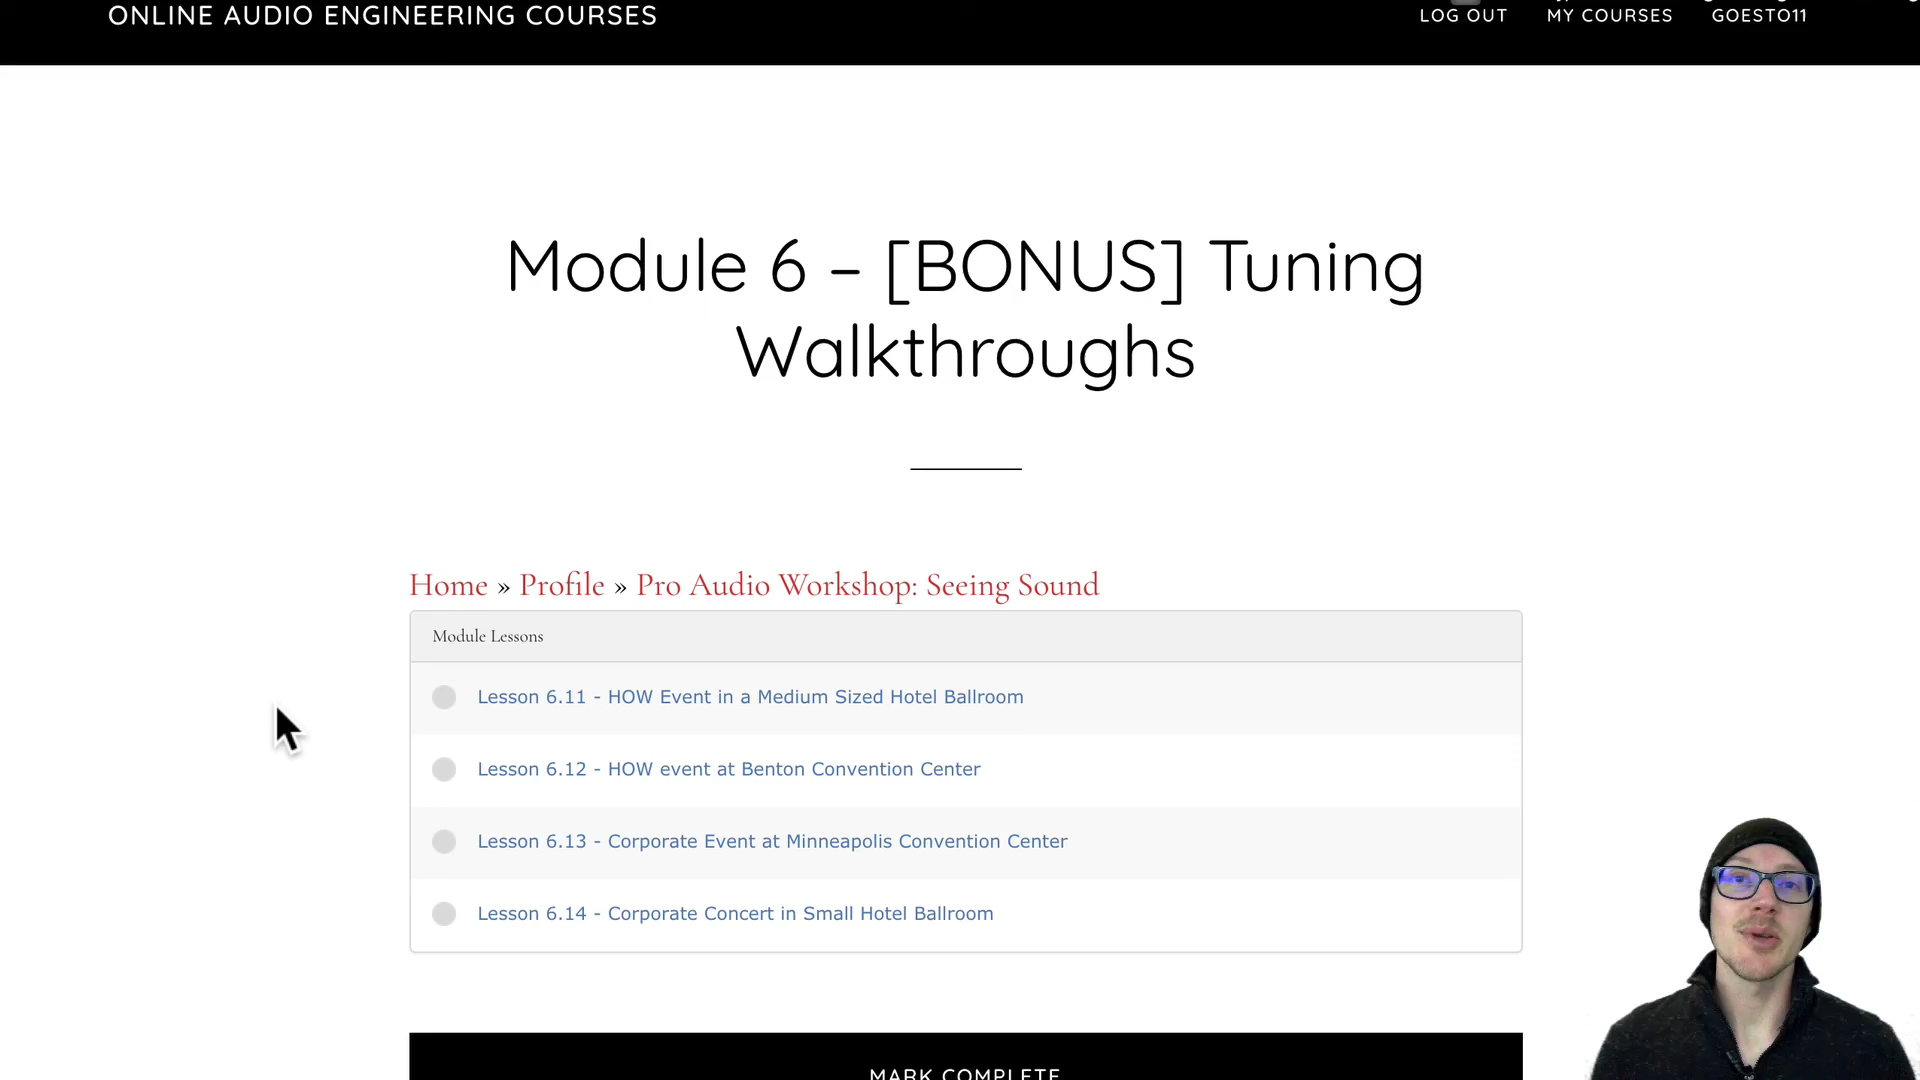 ONLINE AUDIO ENGINEERING COURSES
LOG OUT MY COURSES GOESTO11
Module 6 – [BONUS] Tuning
Walkthroughs
Home » Profile » Pro Audio Workshop: Seeing Sound
Module Lessons
Lesson 6.11 - HOW Event in a Medium Sized Hotel Ballroom
Lesson 6.12 - HOW event at Benton Convention Center
Lesson 6.13 - Corporate Event at Minneapolis Convention Center
Lesson 6.14 - Corporate Concert in Small Hotel Ballroom
MARK COMPLETE